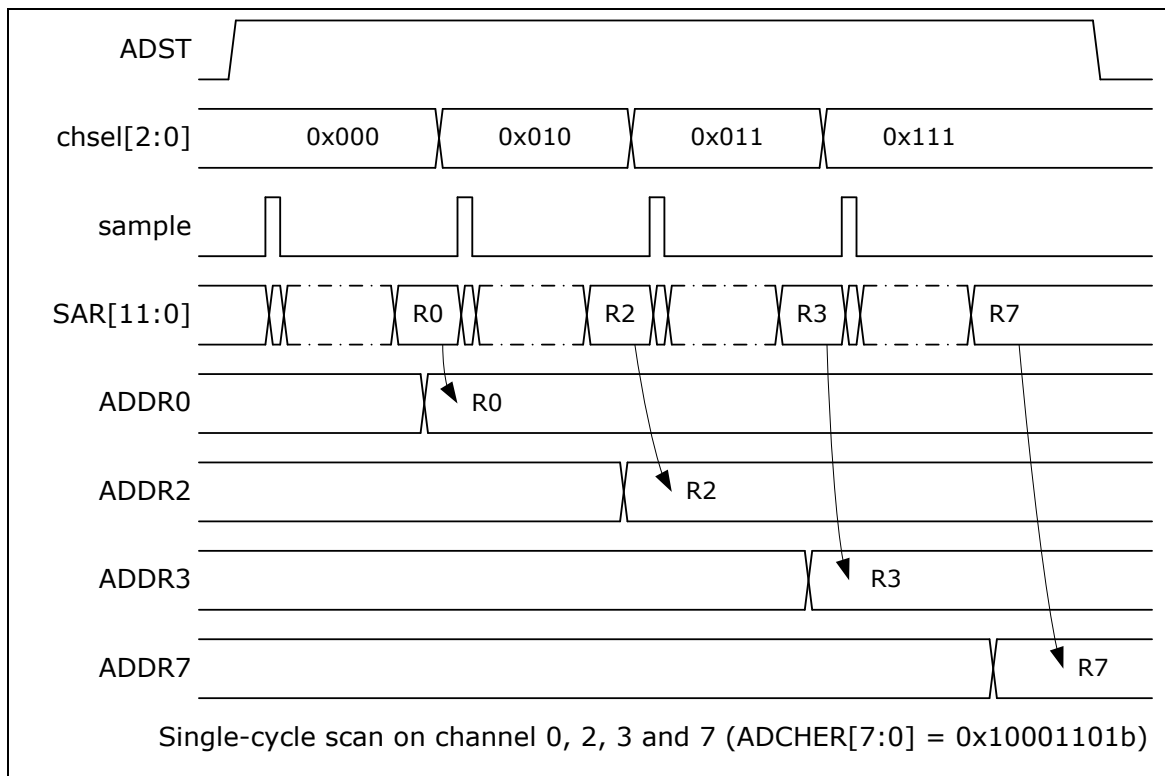 ADST
chsel[2:0] 0x000 0x010 0x011 0x111
sample
SAR[11:0] R0 R2 R3 R7
ADDR0 R0
ADDR2 R2
ADDR3 R3
ADDR7 R7
Single-cycle scan on channel 0, 2, 3 and 7 (ADCHER[7:0] = 0x10001101b)